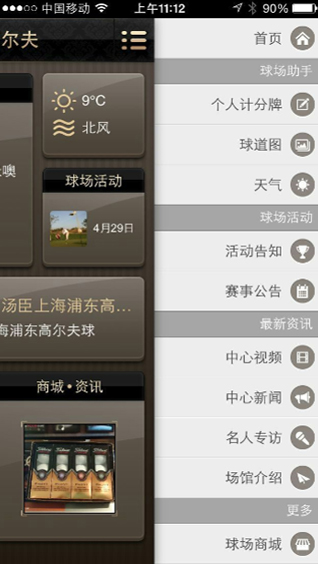 中国移动 上午11:12 90%
尔夫
9°C
北风
噢
球场活动
4月29日
汤臣上海浦东高尔夫...
海浦东高尔夫球
商城•资讯
首页
球场助手
个人计分牌
球道图
天气
球场活动
活动告知
赛事公告
最新资讯
中心视频
中心新闻
名人专访
场馆介绍
更多
球场商城